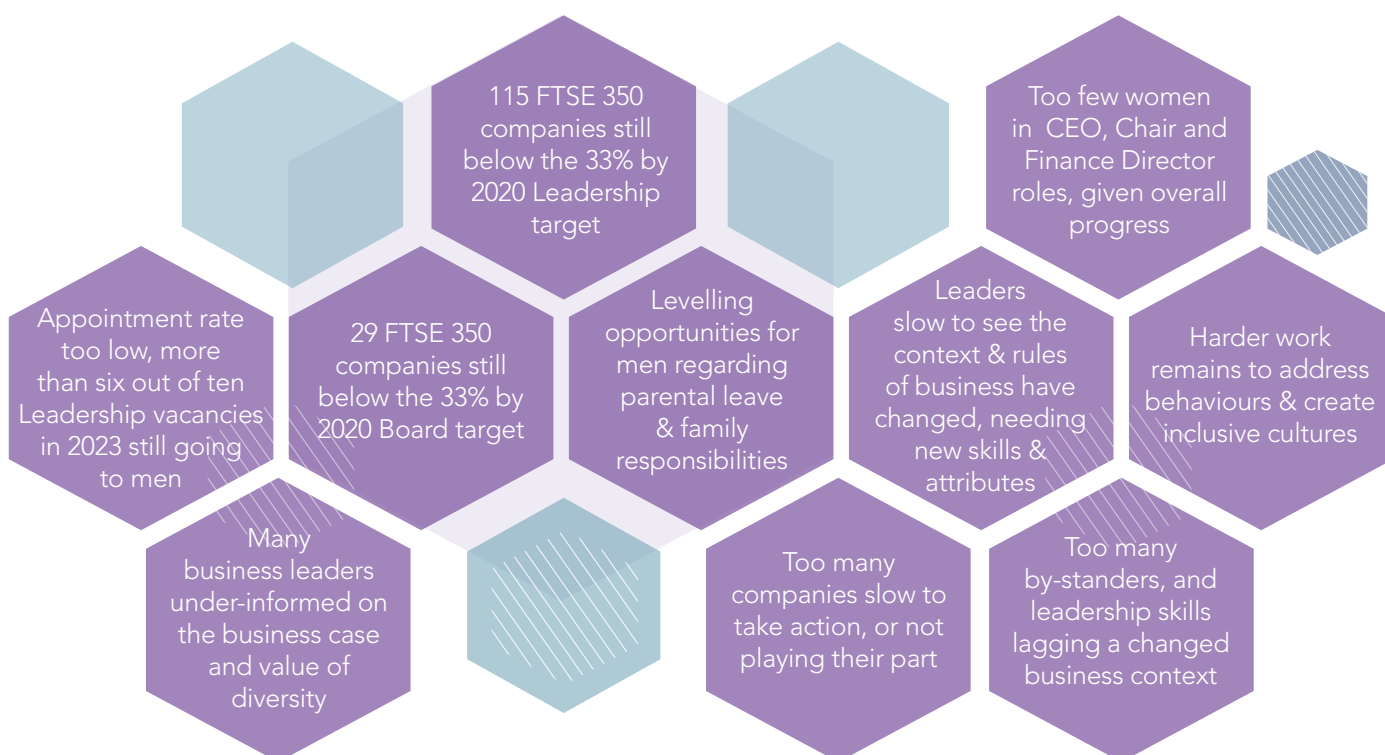 115 FTSE 350
companies still
below the 33% by
2020 Leadership
target
Too few women
in CEO, Chair and
Finance Director
roles, given overall
progress
Appointment rate
too low, more
than six out of ten
Leadership vacancies
in 2023 still going
to men
29 FTSE 350
companies still
below the 33% by
2020 Board target
Levelling
opportunities for
men regarding
parental leave
& family
responsibilities
Leaders
slow to see the
context & rules
of business have
changed, needing
new skills &
attributes
Harder work
remains to address
behaviours & create
inclusive cultures
Many
business leaders
under-informed on
the business case
and value of
diversity
Too many
companies slow to
take action, or not
playing their part
Too many
by-standers, and
leadership skills
lagging a changed
business context